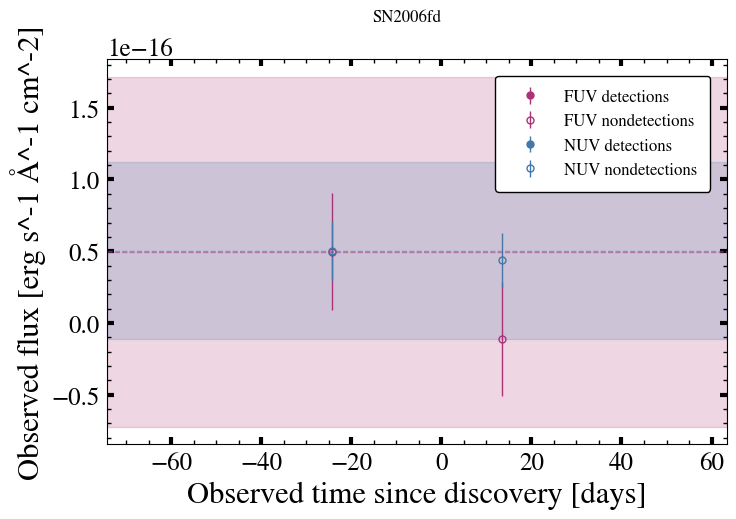 SN2006fd
1e−16
Observed flux [erg s^-1 Å^-1 cm^-2]
1.5
1.0
0.5
0.0
−0.5
FUV detections
FUV nondetections
NUV detections
NUV nondetections
−60 −40 −20 0 20 40 60
Observed time since discovery [days]